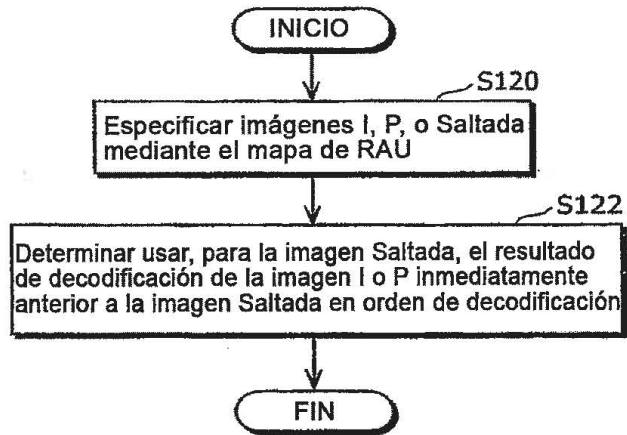 INICIO
S120
Especificar imágenes I, P, o Saltada
mediante el mapa de RAU
S122
Determinar usar, para la imagen Saltada, el resultado
de decodificación de la imagen I o P inmediatamente
anterior a la imagen Saltada en orden de decodificación
FIN